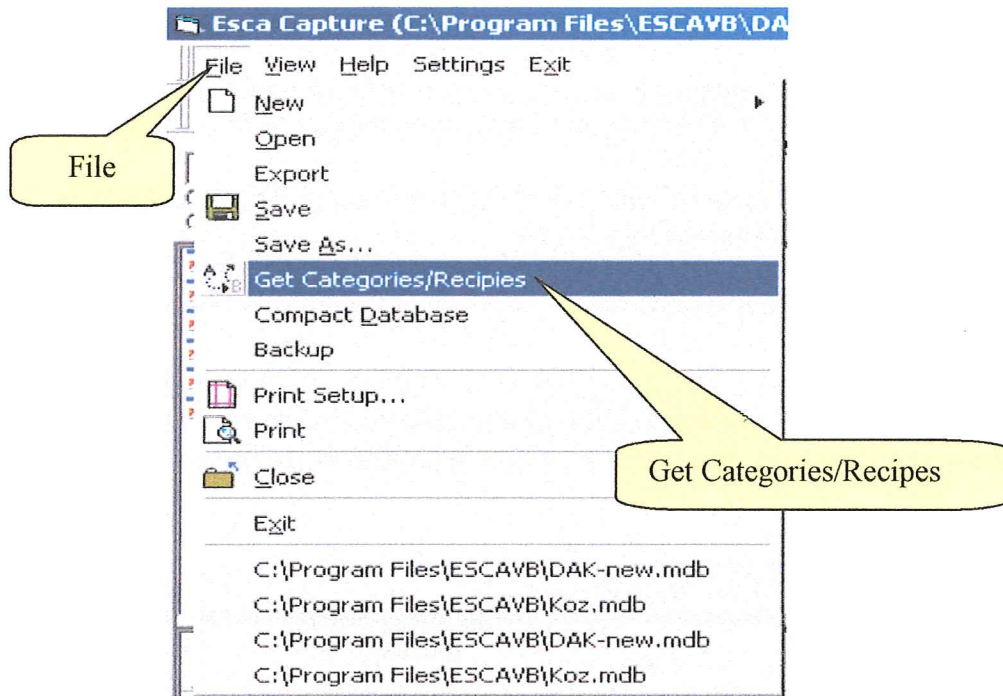 Esca Capture (C:\Program Files\ESCAVB\DA
File View Help Settings Exit
New
Open
Export
Save
Save As...
Get Categories/Recipies
Compact Database
Backup
Print Setup...
Print
Close
Exit
C:\Program Files\ESCAVB\DAK-new.mdb
C:\Program Files\ESCAVB\Koz.mdb
C:\Program Files\ESCAVB\DAK-new.mdb
C:\Program Files\ESCAVB\Koz.mdb
File
Get Categories/Recipes